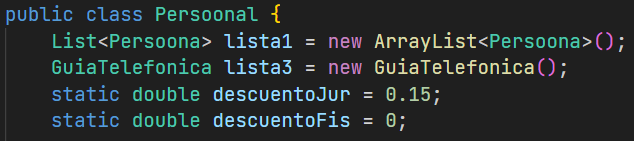 public class Persoonal {
List<Persoona> lista1 = new ArrayList<Persoona>();
GuiaTelefonica lista3 = new GuiaTelefonica();
static double descuentoJur = 0.15;
static double descuentoFis = 0;